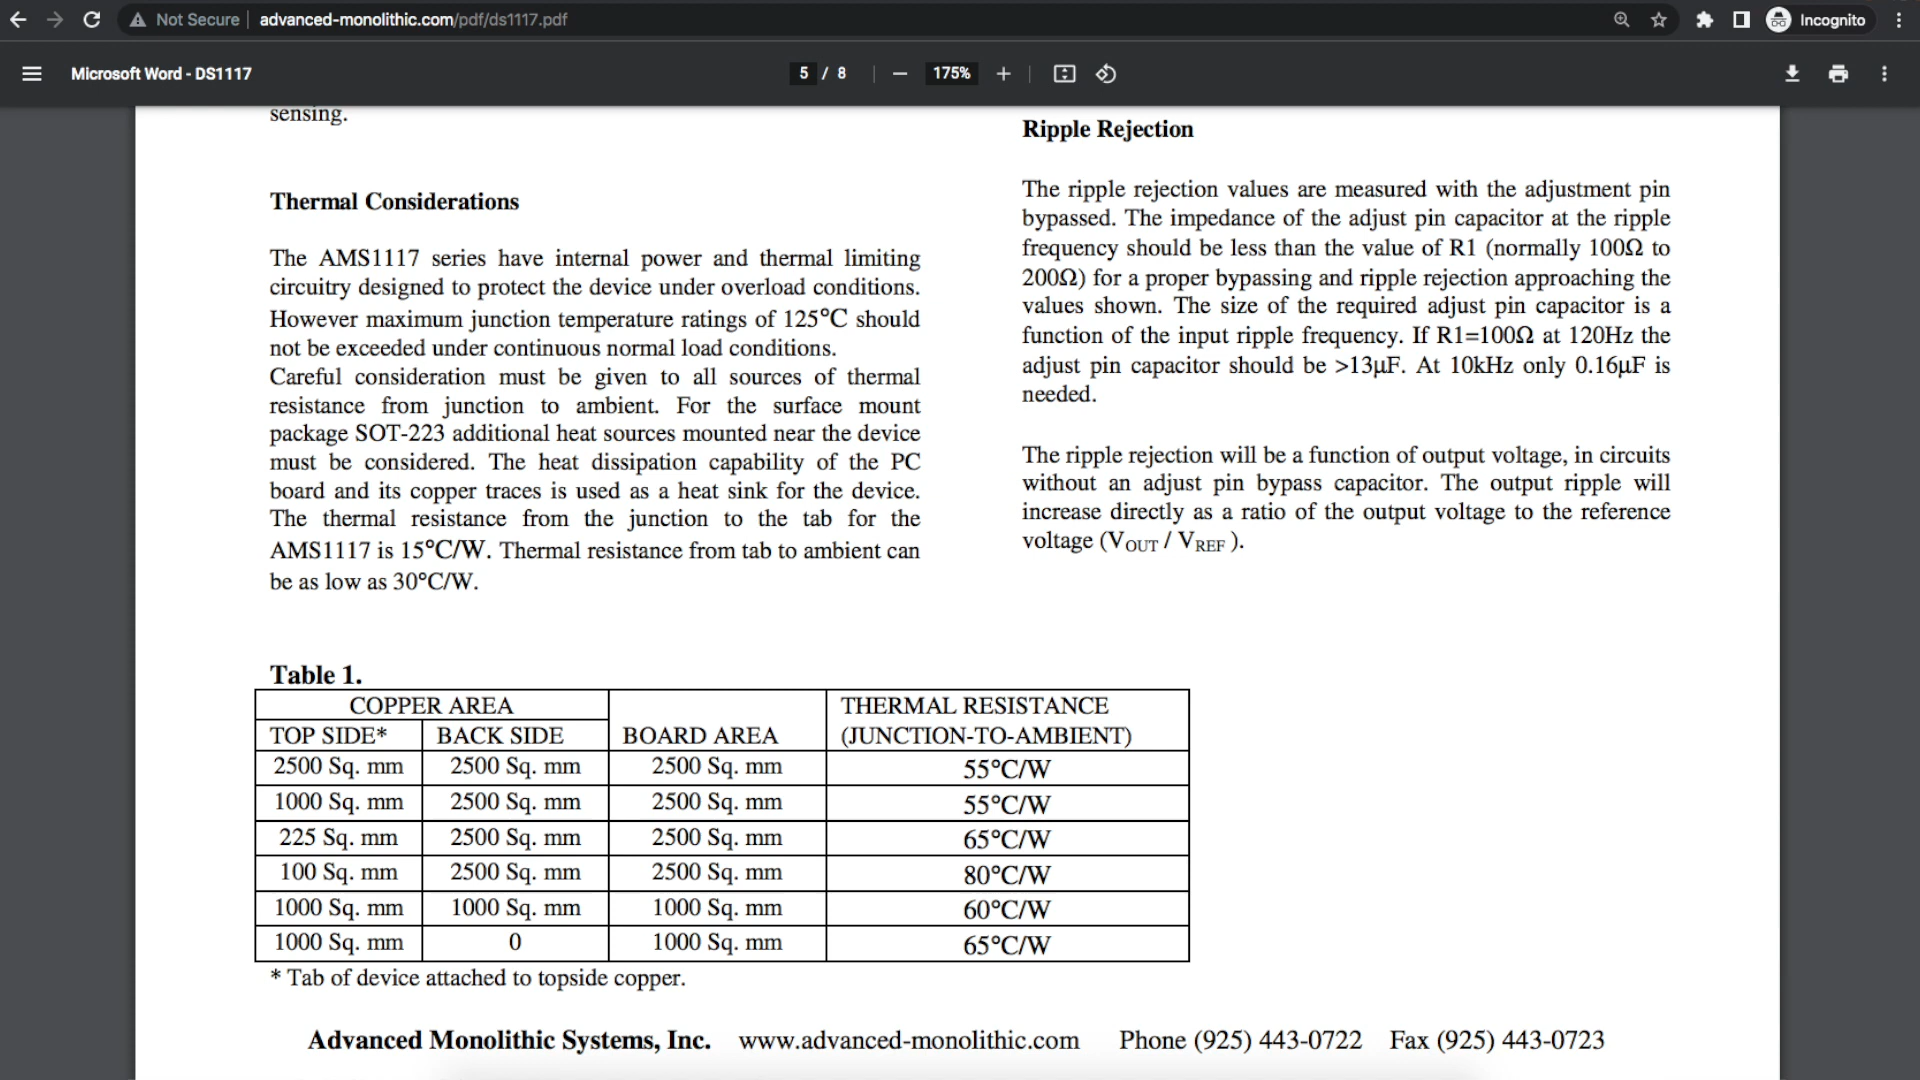 Not Secure advanced-monolithic.com/pdf/ds1117.pdf Incognito
Microsoft Word - DS1117 5 / 8 175%
sensing.
Thermal Considerations
The AMS1117 series have internal power and thermal limiting
circuitry designed to protect the device under overload conditions.
However maximum junction temperature ratings of 125°C should
not be exceeded under continuous normal load conditions.
Careful consideration must be given to all sources of thermal
resistance from junction to ambient. For the surface mount
package SOT-223 additional heat sources mounted near the device
must be considered. The heat dissipation capability of the PC
board and its copper traces is used as a heat sink for the device.
The thermal resistance from the junction to the tab for the
AMS1117 is 15°C/W. Thermal resistance from tab to ambient can
be as low as 30°C/W.
Ripple Rejection
The ripple rejection values are measured with the adjustment pin
bypassed. The impedance of the adjust pin capacitor at the ripple
frequency should be less than the value of R1 (normally 100Ω to
200Ω) for a proper bypassing and ripple rejection approaching the
values shown. The size of the required adjust pin capacitor is a
function of the input ripple frequency. If R1=100Ω at 120Hz the
adjust pin capacitor should be >13µF. At 10kHz only 0.16µF is
needed.
The ripple rejection will be a function of output voltage, in circuits
without an adjust pin bypass capacitor. The output ripple will
increase directly as a ratio of the output voltage to the reference
voltage (VOUT / VREF ).
Table 1.
COPPER AREA THERMAL RESISTANCE
TOP SIDE* BACK SIDE BOARD AREA (JUNCTION-TO-AMBIENT)
2500 Sq. mm 2500 Sq. mm 2500 Sq. mm 55°C/W
1000 Sq. mm 2500 Sq. mm 2500 Sq. mm 55°C/W
225 Sq. mm 2500 Sq. mm 2500 Sq. mm 65°C/W
100 Sq. mm 2500 Sq. mm 2500 Sq. mm 80°C/W
1000 Sq. mm 1000 Sq. mm 1000 Sq. mm 60°C/W
1000 Sq. mm 0 1000 Sq. mm 65°C/W
* Tab of device attached to topside copper.
Advanced Monolithic Systems, Inc. www.advanced-monolithic.com Phone (925) 443-0722 Fax (925) 443-0723